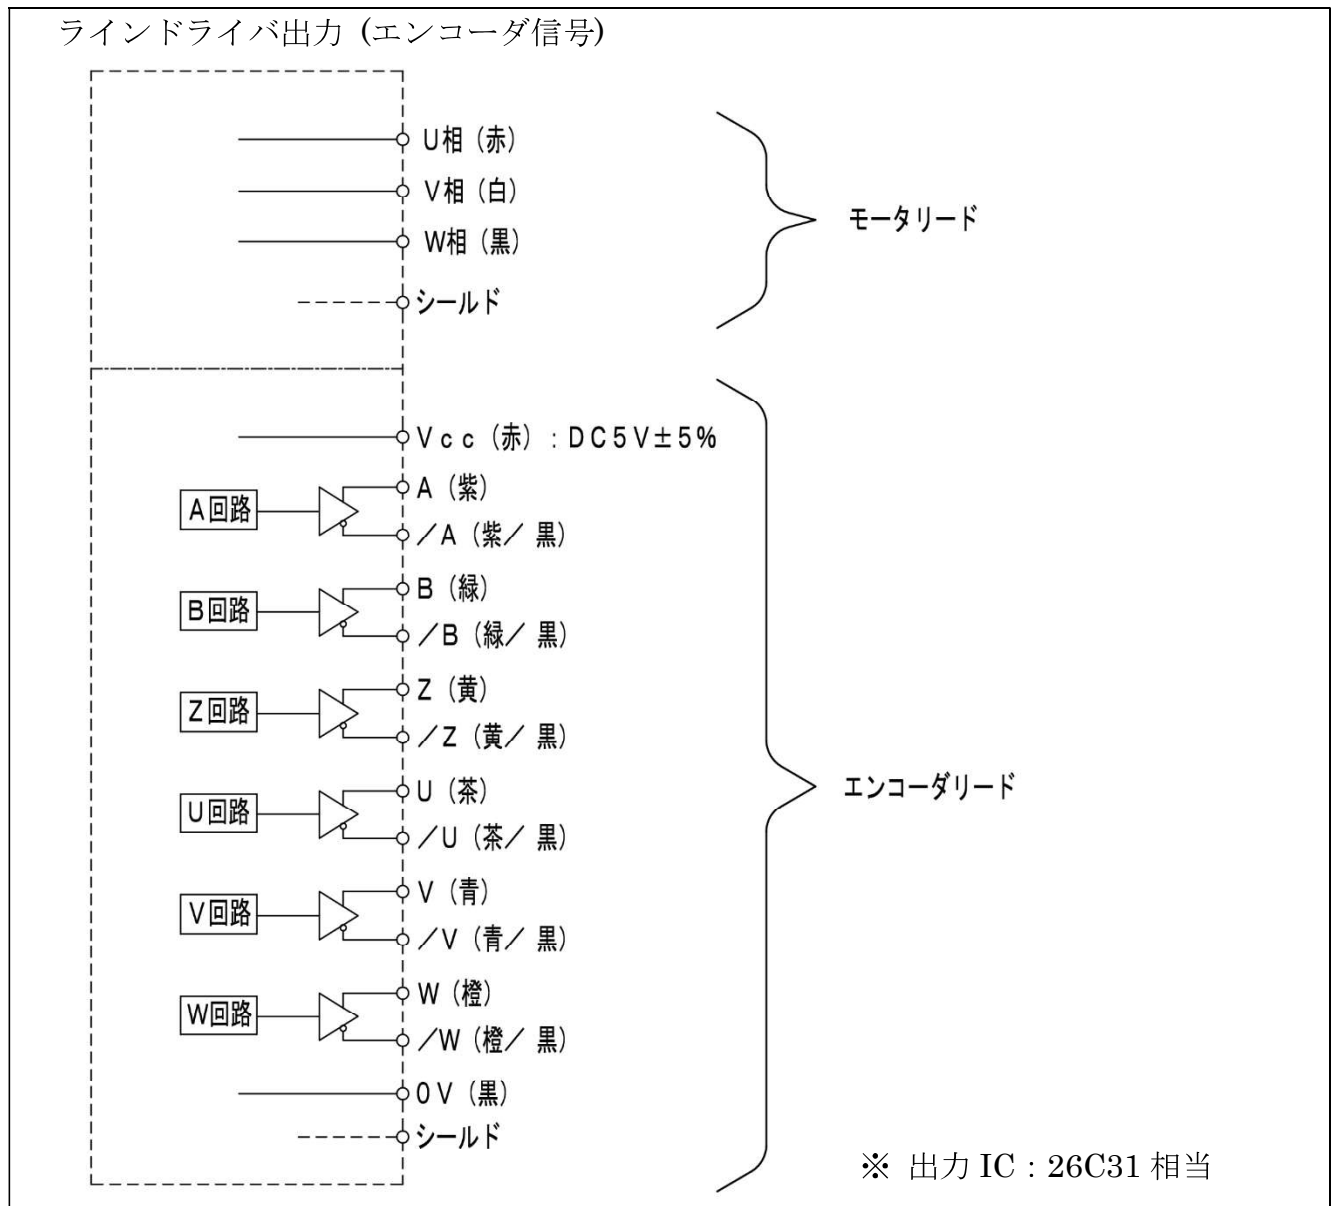 ラインドライバ出力 (エンコーダ信号)
U相 (赤)
V相 (白)
W相 (黒)
シールド
モータリード
Vcc (赤) : DC5V±5%
A回路
A (紫)
/A (紫/ 黒)
B回路
B (緑)
/B (緑/ 黒)
Z回路
Z (黄)
/Z (黄/ 黒)
U回路
U (茶)
/U (茶/ 黒)
エンコーダリード
V回路
V (青)
/V (青/ 黒)
W回路
W (橙)
/W (橙/ 黒)
0V (黒)
シールド
※ 出力 IC : 26C31 相当